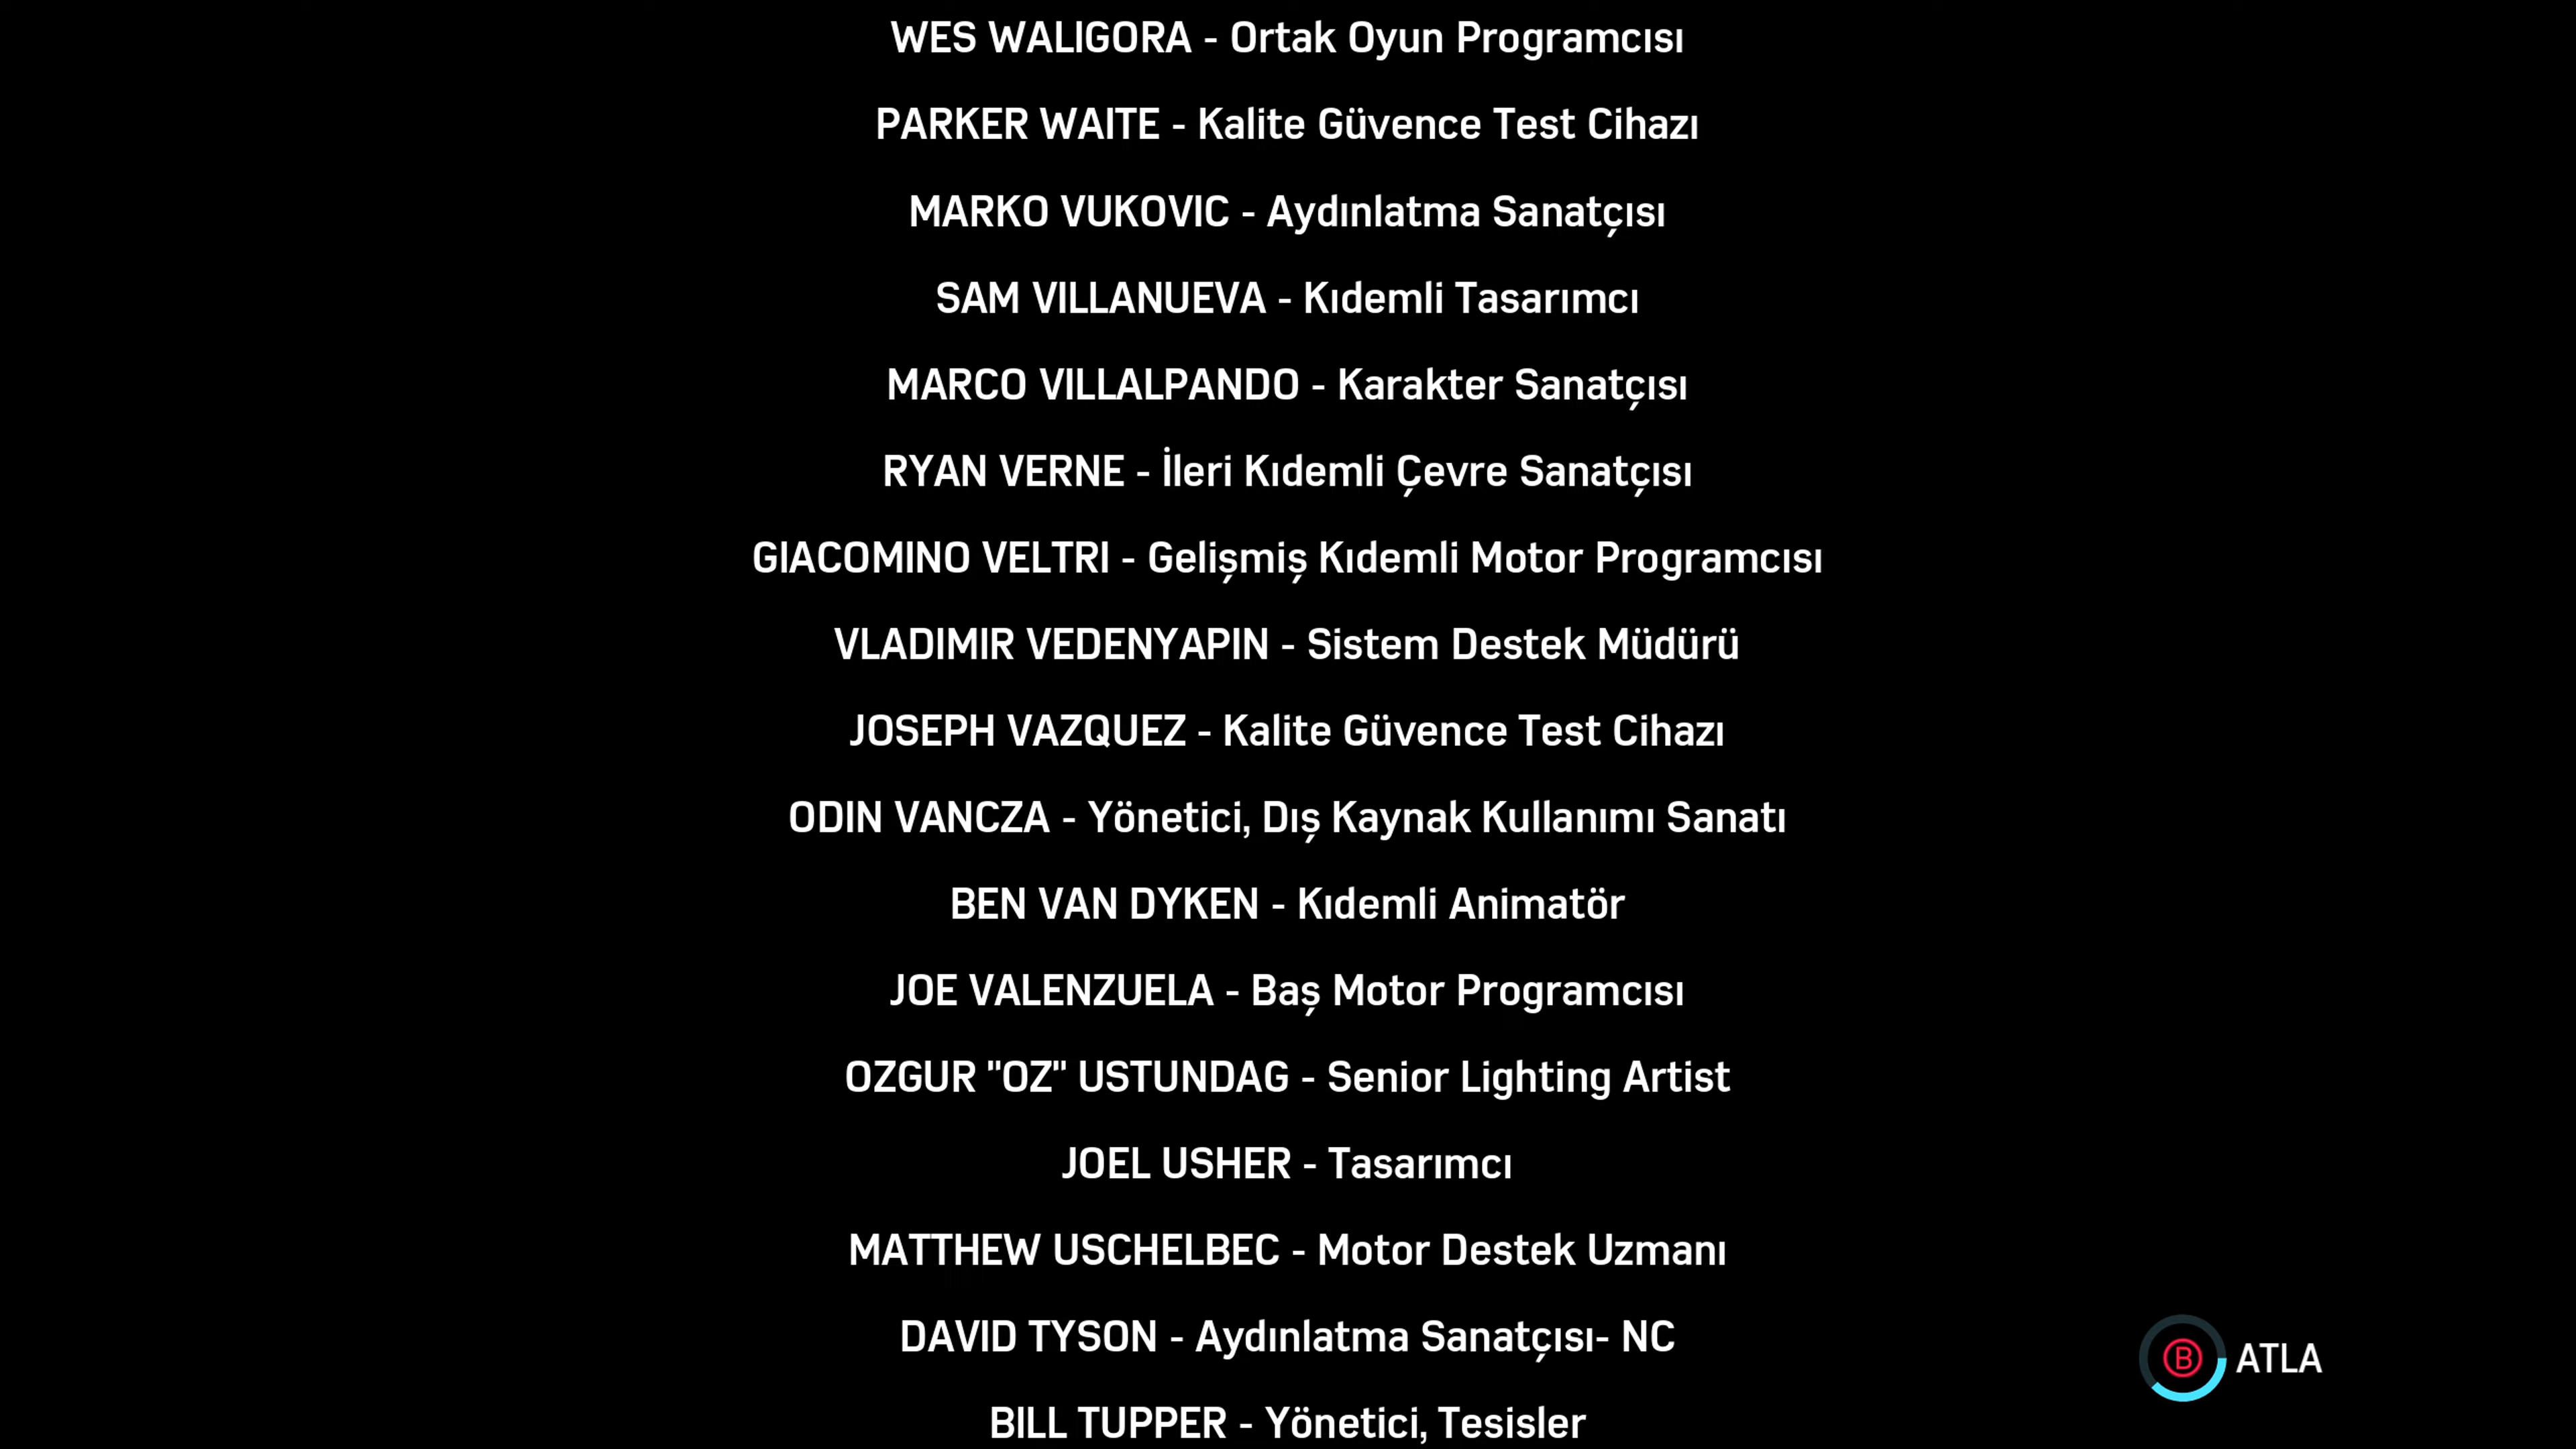 WES WALIGORA - Ortak Oyun Programcısı
PARKER WAITE - Kalite Güvence Test Cihazı
MARKO VUKOVIC - Aydınlatma Sanatçısı
SAM VILLANUEVA - Kıdemli Tasarımcı
MARCO VILLALPANDO - Karakter Sanatçısı
RYAN VERNE - İleri Kıdemli Çevre Sanatçısı
GIACOMINO VELTRI - Gelişmiş Kıdemli Motor Programcısı
VLADIMIR VEDENYAPIN - Sistem Destek Müdürü
JOSEPH VAZQUEZ - Kalite Güvence Test Cihazı
ODIN VANCZA - Yönetici, Dış Kaynak Kullanımı Sanatı
BEN VAN DYKEN - Kıdemli Animatör
JOE VALENZUELA - Baş Motor Programcısı
OZGUR "OZ" USTUNDAG - Senior Lighting Artist
JOEL USHER - Tasarımcı
MATTHEW USCHELBEC - Motor Destek Uzmanı
DAVID TYSON - Aydınlatma Sanatçısı- NC
B ATLA
BILL TUPPER - Yönetici, Tesisler